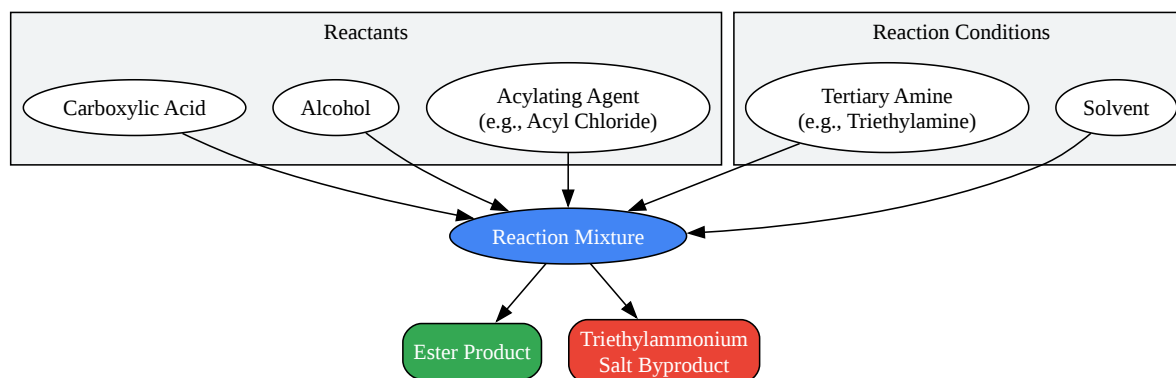 Reactants
Reaction Conditions
Carboxylic Acid
Alcohol
Acylating Agent
(e.g., Acyl Chloride)
Tertiary Amine
(e.g., Triethylamine)
Solvent
Reaction Mixture
Ester Product
Triethylammonium
Salt Byproduct